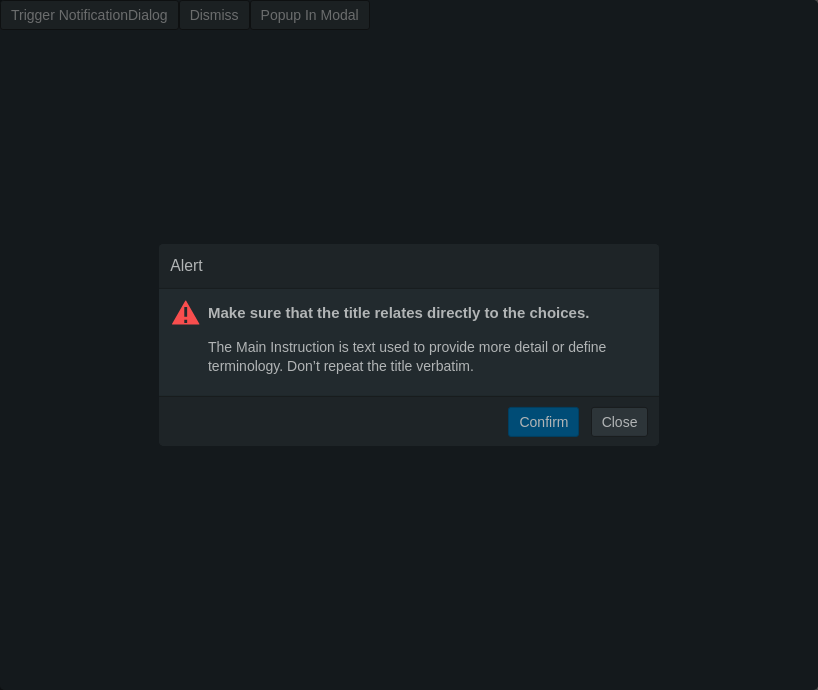 Trigger NotificationDialog Dismiss Popup In Modal
Alert
Make sure that the title relates directly to the choices.
The Main Instruction is text used to provide more detail or define
terminology. Don’t repeat the title verbatim.
Confirm Close